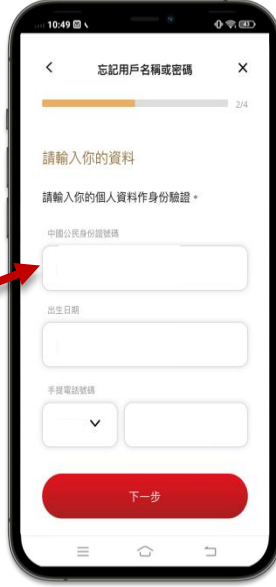 10:49
忘記用戶名稱或密碼
2/4
請輸入你的資料
請輸入你的個人資料作身份驗證。
中國公民身份證號碼
出生日期
手提電話號碼
下一步